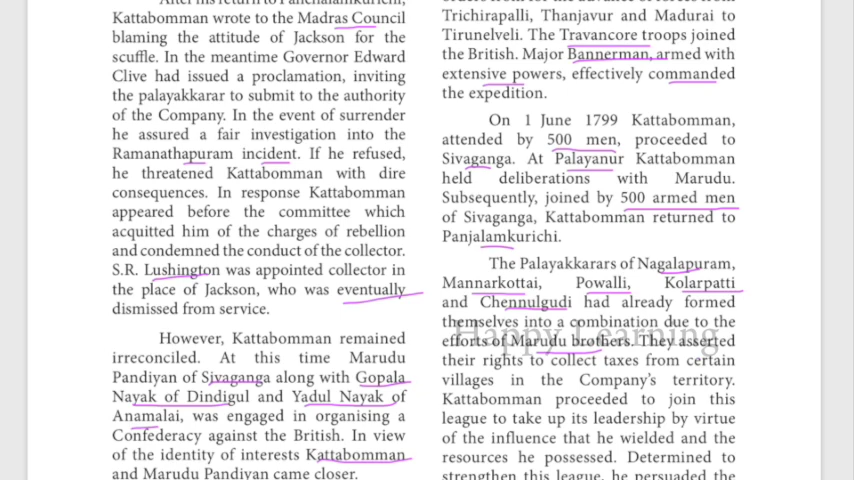 After his return to Panchalamkurichi,
Kattabomman wrote to the Madras Council
blaming the attitude of Jackson for the
scuffle. In the meantime Governor Edward
Clive had issued a proclamation, inviting
the palayakkarar to submit to the authority
of the Company. In the event of surrender
he assured a fair investigation into the
Ramanathapuram incident. If he refused,
he threatened Kattabomman with dire
consequences. In response Kattabomman
appeared before the committee which
acquitted him of the charges of rebellion
and condemned the conduct of the collector.
S.R. Lushington was appointed collector in
the place of Jackson, who was eventually
dismissed from service.
However, Kattabomman remained
irreconciled. At this time Marudu
Pandiyan of Sivaganga along with Gopala
Nayak of Dindigul and Yadul Nayak of
Anamalai, was engaged in organising a
Confederacy against the British. In view
of the identity of interests Kattabomman
and Marudu Pandiyan came closer.
Trichirapalli, Thanjavur and Madurai to
Tirunelveli. The Travancore troops joined
the British. Major Bannerman, armed with
extensive powers, effectively commanded
the expedition.
On 1 June 1799 Kattabomman,
attended by 500 men, proceeded to
Sivaganga. At Palayanur Kattabomman
held deliberations with Marudu.
Subsequently, joined by 500 armed men
of Sivaganga, Kattabomman returned to
Panjalamkurichi.
The Palayakkarars of Nagalapuram,
Mannarkottai, Powalli, Kolarpatti
and Chennulgudi had already formed
themselves into a combination due to the
efforts of Marudu brothers. They asserted
their rights to collect taxes from certain
villages in the Company's territory.
Kattabomman proceeded to join this
league to take up its leadership by virtue
of the influence that he wielded and the
resources he possessed. Determined to
strengthen this league, he persuaded the
Happy Learning